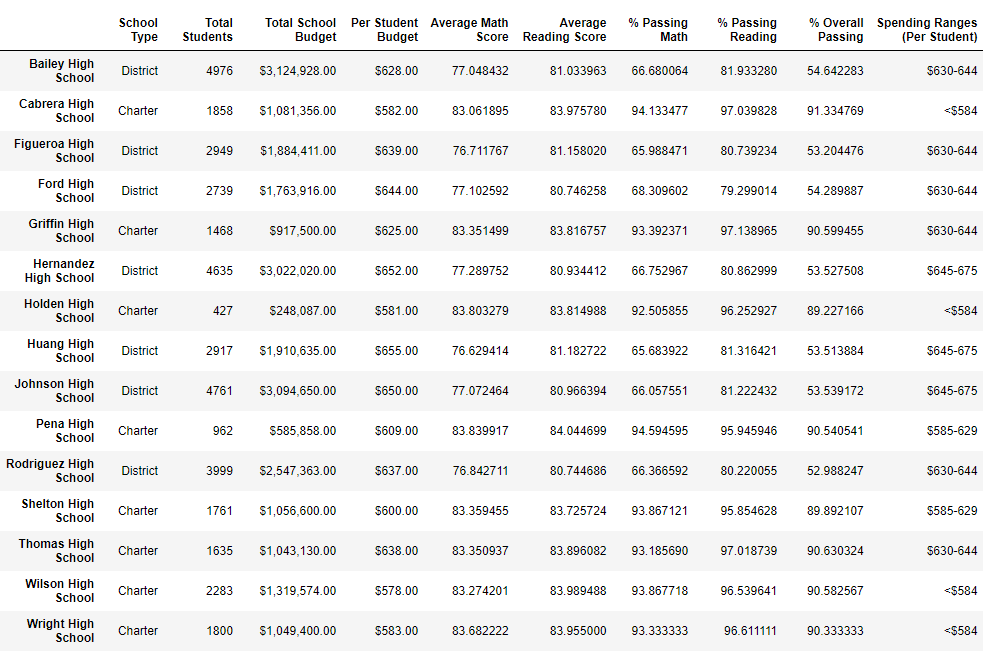 School Type Total Students Total School Budget Per Student Budget Average Math Score Average Reading Score % Passing Math % Passing Reading % Overall Passing Spending Ranges (Per Student)
Bailey High School District 4976 $3,124,928.00 $628.00 77.048432 81.033963 66.680064 81.933280 54.642283 $630-644
Cabrera High School Charter 1858 $1,081,356.00 $582.00 83.061895 83.975780 94.133477 97.039828 91.334769 <$584
Figueroa High School District 2949 $1,884,411.00 $639.00 76.711767 81.158020 65.988471 80.739234 53.204476 $630-644
Ford High School District 2739 $1,763,916.00 $644.00 77.102592 80.746258 68.309602 79.299014 54.289887 $630-644
Griffin High School Charter 1468 $917,500.00 $625.00 83.351499 83.816757 93.392371 97.138965 90.599455 $630-644
Hernandez High School District 4635 $3,022,020.00 $652.00 77.289752 80.934412 66.752967 80.862999 53.527508 $645-675
Holden High School Charter 427 $248,087.00 $581.00 83.803279 83.814988 92.505855 96.252927 89.227166 <$584
Huang High School District 2917 $1,910,635.00 $655.00 76.629414 81.182722 65.683922 81.316421 53.513884 $645-675
Johnson High School District 4761 $3,094,650.00 $650.00 77.072464 80.966394 66.057551 81.222432 53.539172 $645-675
Pena High School Charter 962 $585,858.00 $609.00 83.839917 84.044699 94.594595 95.945946 90.540541 $585-629
Rodriguez High School District 3999 $2,547,363.00 $637.00 76.842711 80.744686 66.366592 80.220055 52.988247 $630-644
Shelton High School Charter 1761 $1,056,600.00 $600.00 83.359455 83.725724 93.867121 95.854628 89.892107 $585-629
Thomas High School Charter 1635 $1,043,130.00 $638.00 83.350937 83.896082 93.185690 97.018739 90.630324 $630-644
Wilson High School Charter 2283 $1,319,574.00 $578.00 83.274201 83.989488 93.867718 96.539641 90.582567 <$584
Wright High School Charter 1800 $1,049,400.00 $583.00 83.682222 83.955000 93.333333 96.611111 90.333333 <$584